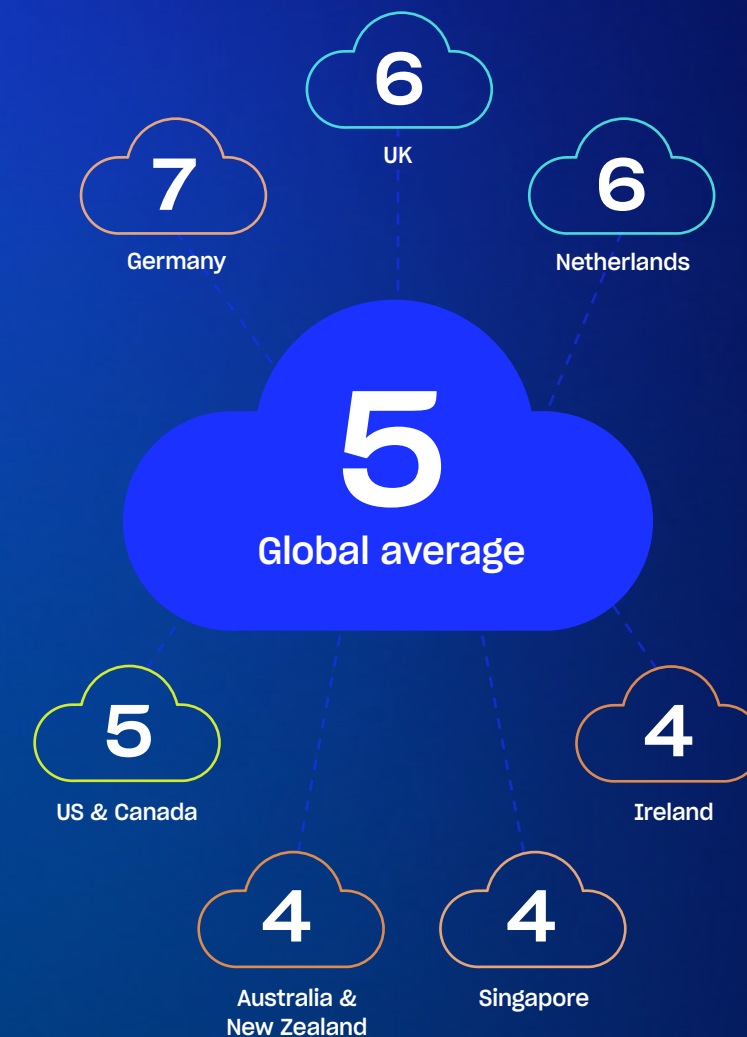 6
UK
7
Germany
6
Netherlands
5
Global average
5
US & Canada
4
Ireland
4
Australia &
New Zealand
4
Singapore